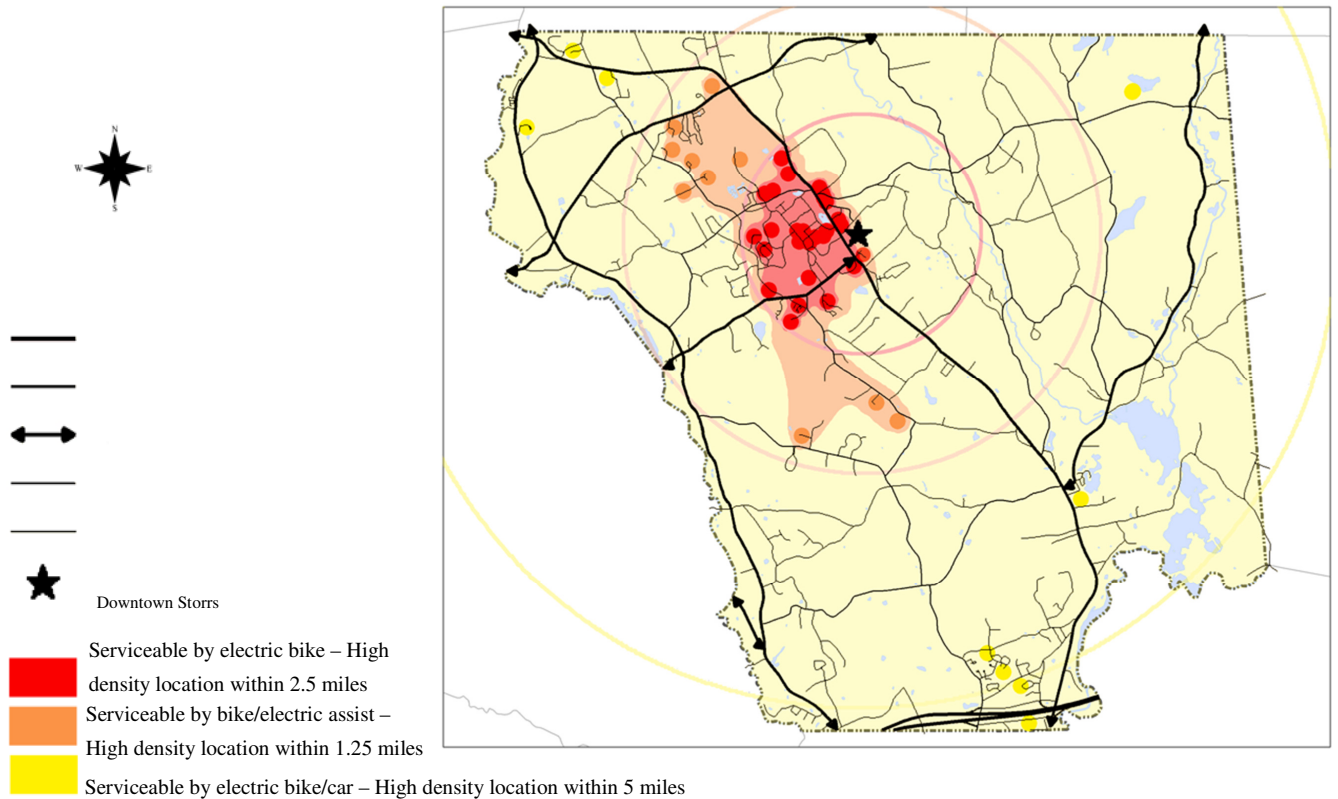 N
W E
S
Downtown Storrs
Serviceable by electric bike – High
density location within 2.5 miles
Serviceable by bike/electric assist –
High density location within 1.25 miles
Serviceable by electric bike/car – High density location within 5 miles